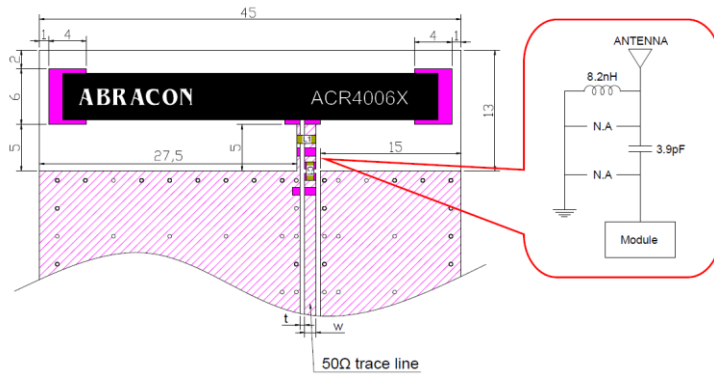 45
1
4
4
1
2
6
5
ABRACON
ACR4006X
13
27,5
5
15
t
w
50Ω trace line
ANTENNA
8.2nH
N.A
3.9pF
N.A
Module